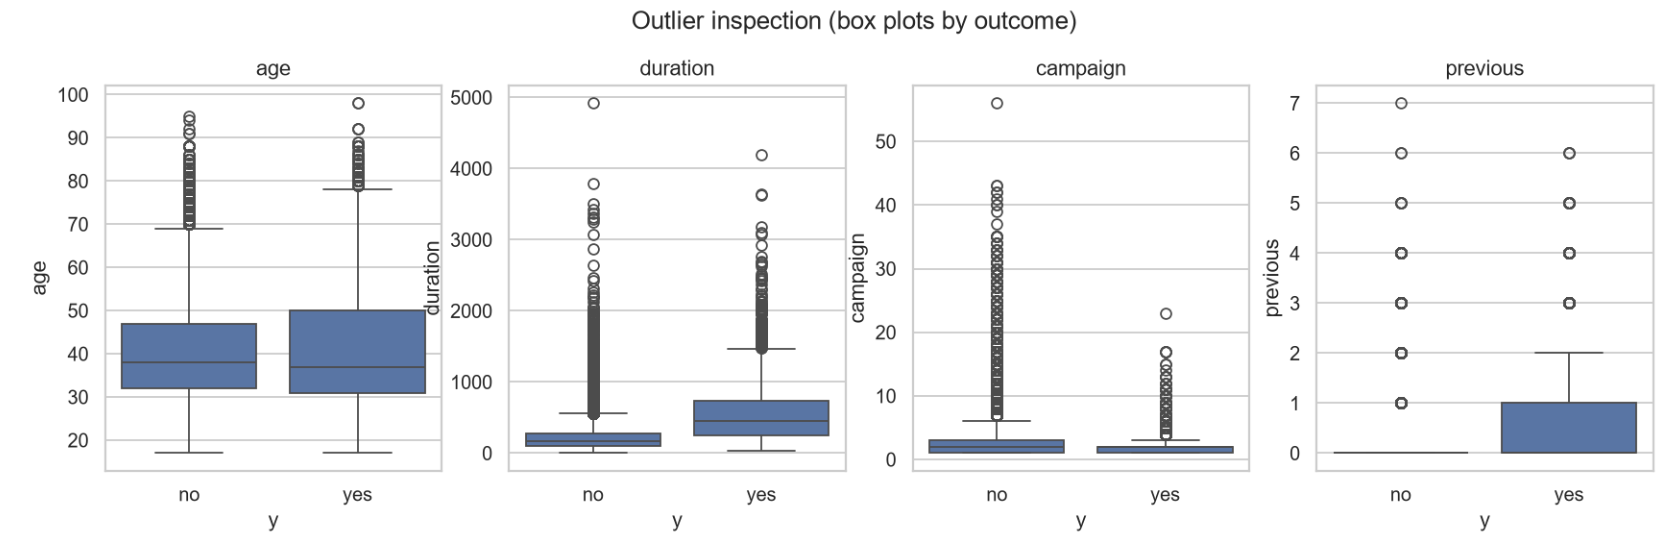 Outlier inspection (box plots by outcome)
age
100
90
80
70
60
50
40
30
20
age
no
yes
y
duration
5000
4000
3000
2000
1000
0
duration
no
yes
y
campaign
50
40
30
20
10
0
campaign
no
yes
y
previous
7
6
5
4
3
2
1
0
previous
no
yes
y